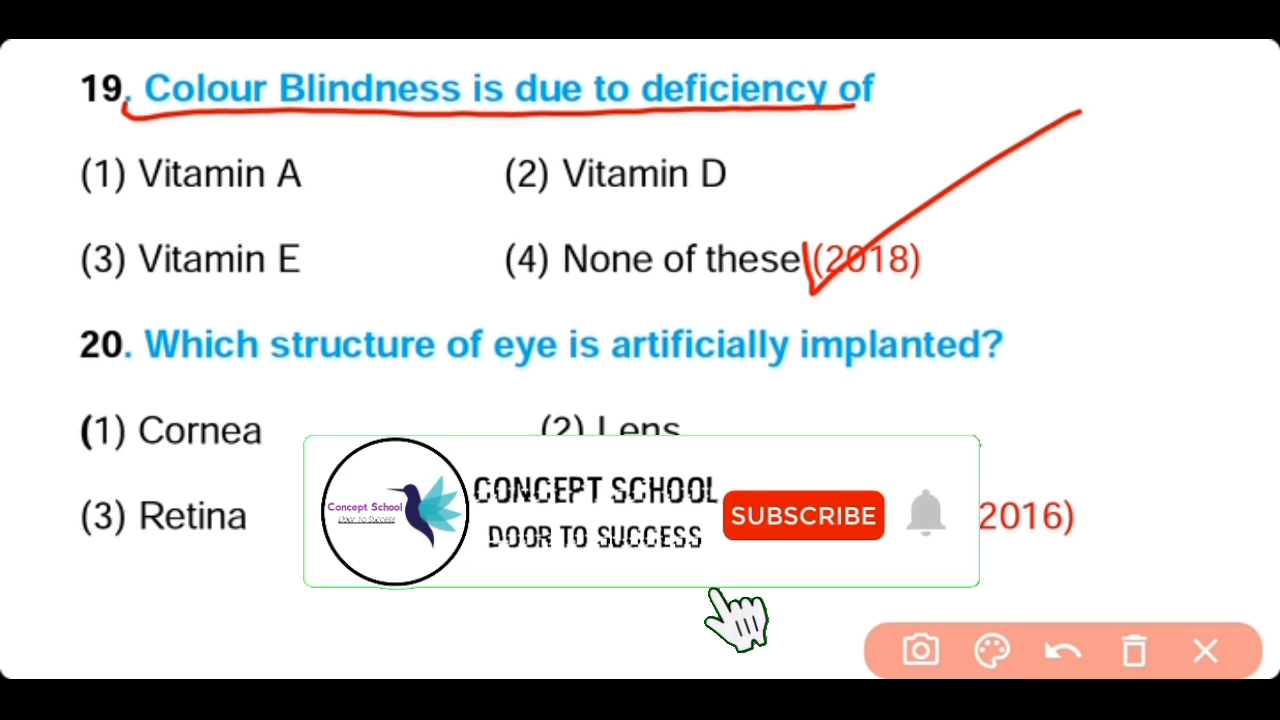 19. Colour Blindness is due to deficiency of
(1) Vitamin A (2) Vitamin D
(3) Vitamin E (4) None of these (2018)
20. Which structure of eye is artificially implanted?
(1) Cornea (2) Lens
(3) Retina 2016)
Concept School
Door To Success
CONCEPT SCHOOL
DOOR TO SUCCESS
SUBSCRIBE